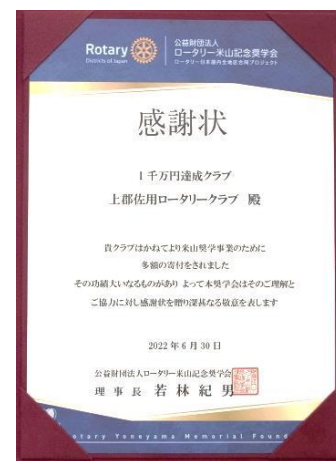 Rotary
Districts of Japan
公益財団法人
ロータリー米山記念奨学会
感謝状
1千万円達成クラブ
上郡佐用ロータリークラブ 殿
貴クラブはかねてより米山奨学事業のために
多額の寄付をされました
その功績大いなるものがあり よって本奨学会はそのご理解と
ご協力に対し感謝状を贈り深甚なる敬意を表します
2022年6月30日
公益財団法人ロータリー米山記念奨学会
理事長 若林紀男
Rotary Yoneyama Memorial Found